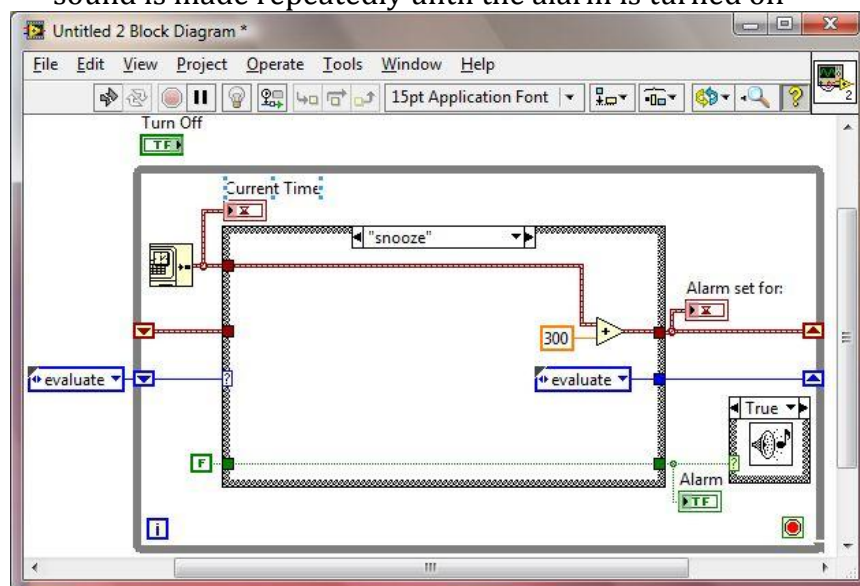 sound is made repeatedly until the alarm is turned off
Untitled 2 Block Diagram *
File Edit View Project Operate Tools Window Help
15pt Application Font
2
Turn Off
TF
Current Time
"snooze"
Alarm set for:
300
evaluate
evaluate
True
F
Alarm
TF
i